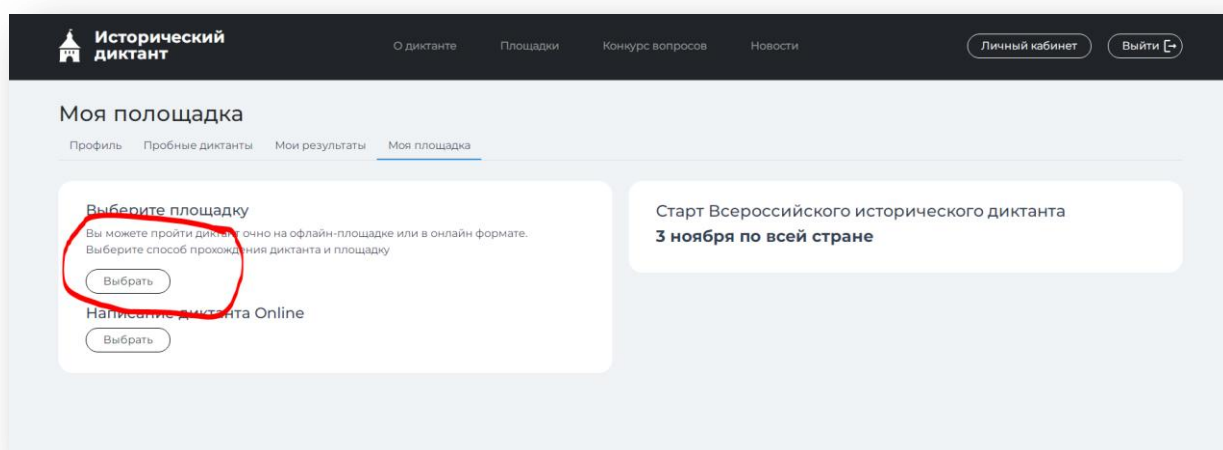 Исторический
диктант
О диктанте Площадки Конкурс вопросов Новости Личный кабинет Выйти
Моя полощадка
Профиль Пробные диктанты Мои результаты Моя площадка
Выберите площадку
Вы можете пройти диктант очно на офлайн-площадке или в онлайн формате.
Выберите способ прохождения диктанта и площадку
Выбрать
Написание диктанта Online
Выбрать
Старт Всероссийского исторического диктанта
3 ноября по всей стране